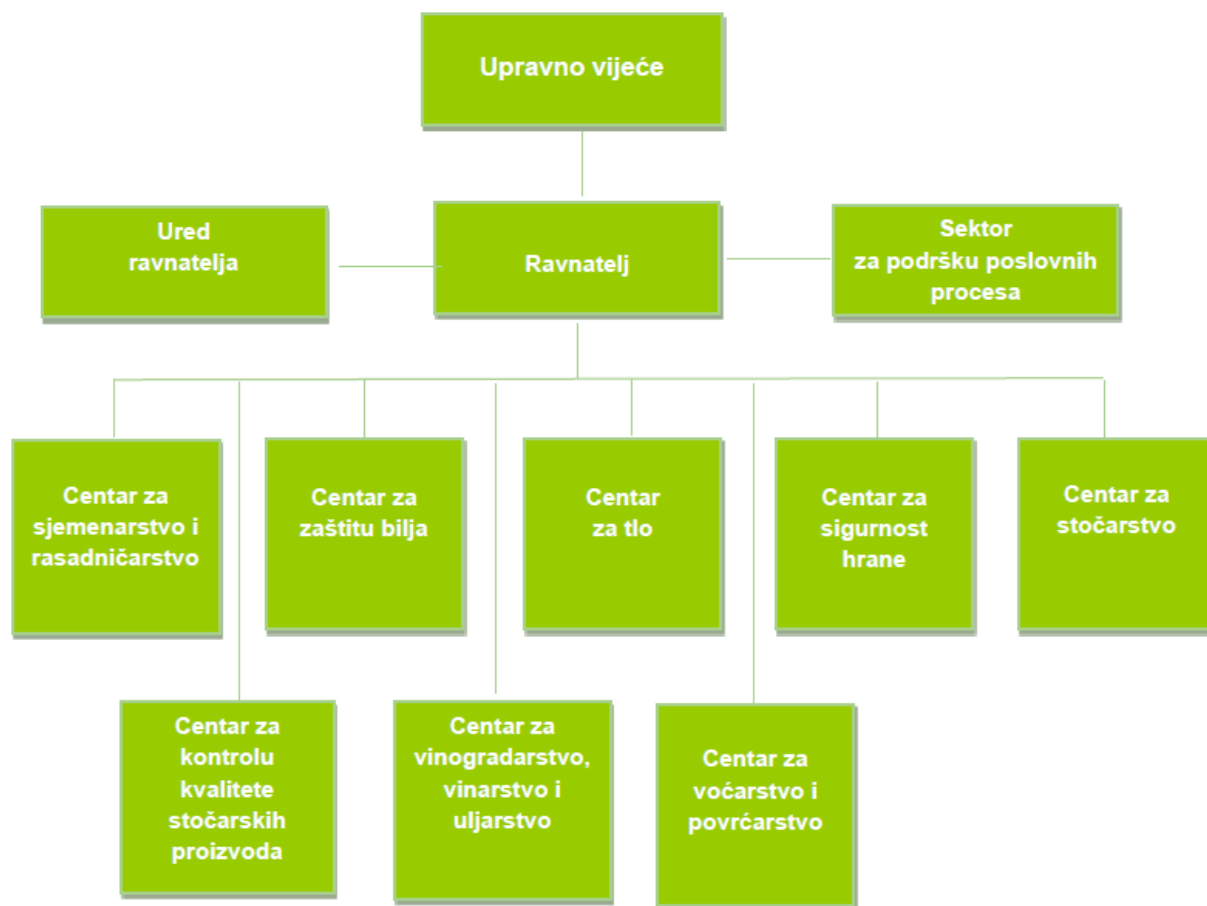 Upravno vijeće
Ured
ravnatelja
Ravnatelj
Sektor
za podršku poslovnih
procesa
Centar za
sjemenarstvo i
rasadničarstvo
Centar za
zaštitu bilja
Centar
za tlo
Centar za
sigurnost
hrane
Centar za
stočarstvo
Centar za
kontrolu
kvalitete
stočarskih
proizvoda
Centar za
vinogradarstvo,
vinarstvo i
uljarstvo
Centar za
voćarstvo i
povrćarstvo